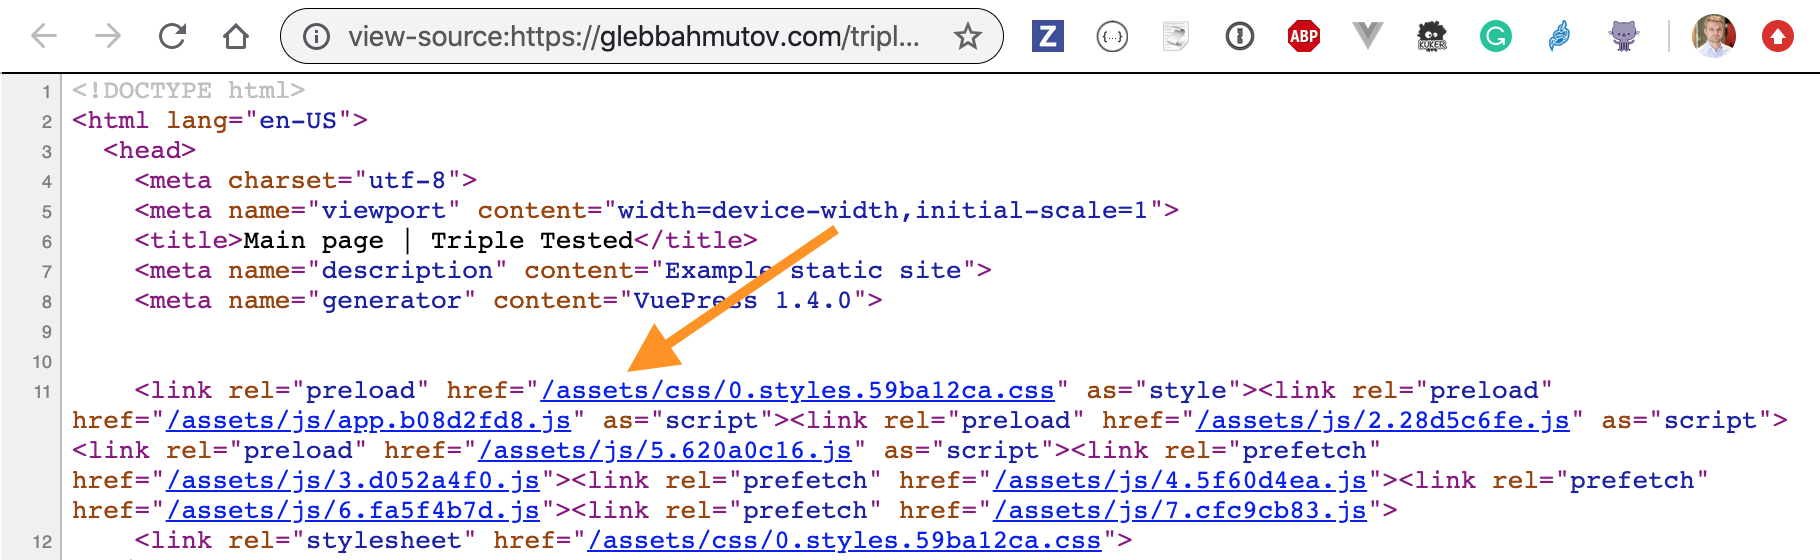 view-source:https://glebbahmutov.com/tripl...
Z
{...}
ABP
KUKER
G
1 <!DOCTYPE html>
2 <html lang="en-US">
3 <head>
4 <meta charset="utf-8">
5 <meta name="viewport" content="width=device-width,initial-scale=1">
6 <title>Main page | Triple Tested</title>
7 <meta name="description" content="Example static site">
8 <meta name="generator" content="VuePress 1.4.0">
9
10
11 <link rel="preload" href="/assets/css/0.styles.59ba12ca.css" as="style"><link rel="preload"
href="/assets/js/app.b08d2fd8.js" as="script"><link rel="preload" href="/assets/js/2.28d5c6fe.js" as="script">
<link rel="preload" href="/assets/js/5.620a0c16.js" as="script"><link rel="prefetch"
href="/assets/js/3.d052a4f0.js"><link rel="prefetch" href="/assets/js/4.5f60d4ea.js"><link rel="prefetch"
href="/assets/js/6.fa5f4b7d.js"><link rel="prefetch" href="/assets/js/7.cfc9cb83.js">
12 <link rel="stylesheet" href="/assets/css/0.styles.59ba12ca.css">